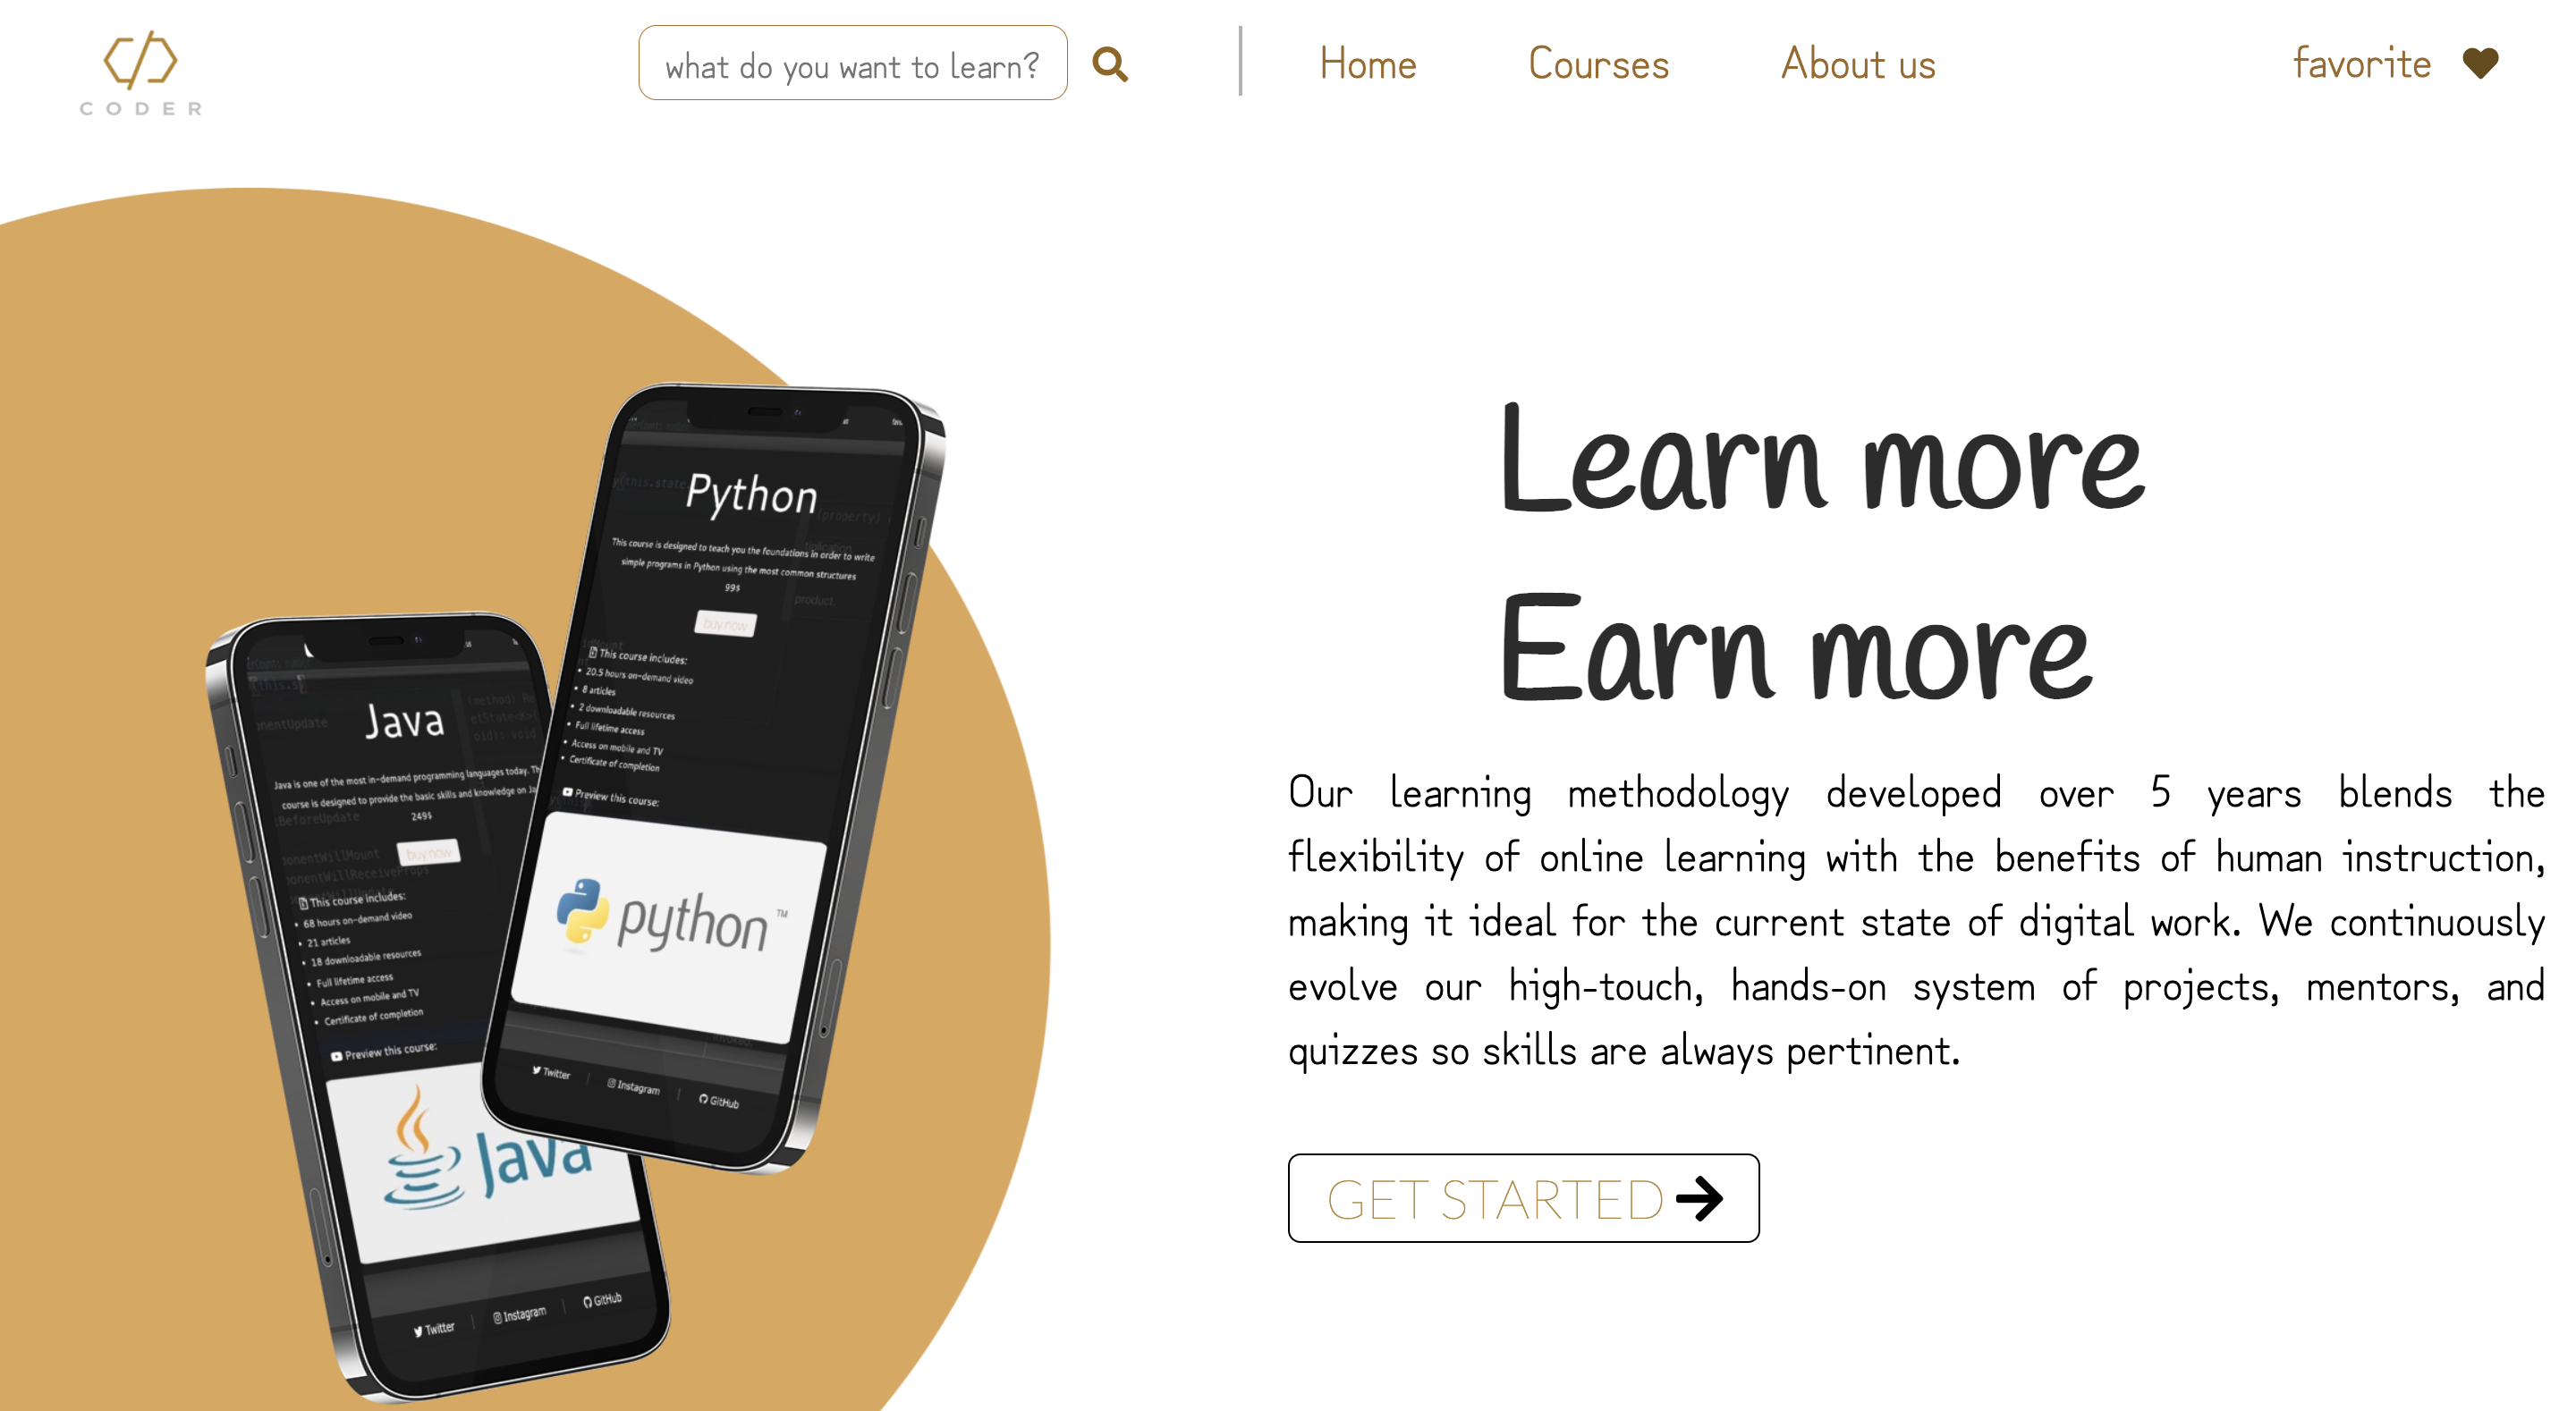 CODER
what do you want to learn?
Home
Courses
About us
favorite
Learn more
Earn more
Our learning methodology developed over 5 years blends the
flexibility of online learning with the benefits of human instruction,
making it ideal for the current state of digital work. We continuously
evolve our high-touch, hands-on system of projects, mentors, and
quizzes so skills are always pertinent.
GET STARTED
Python
This course is designed to teach you the foundations in order to write
simple programs in Python using the most common structures
99$
buy now
This course includes:
• 20.5 hours on-demand video
• 8 articles
• 2 downloadable resources
• Full lifetime access
• Access on mobile and TV
• Certificate of completion
Preview this course:
python™
Twitter
Instagram
GitHub
Java
Java is one of the most in-demand programming languages today.
course is designed to provide the basic skills and knowledge on
249$
buy now
This course includes:
• 68 hours on-demand video
• 21 articles
• 18 downloadable resources
• Full lifetime access
• Access on mobile and TV
• Certificate of completion
Preview this course:
Java
Twitter
Instagram
GitHub